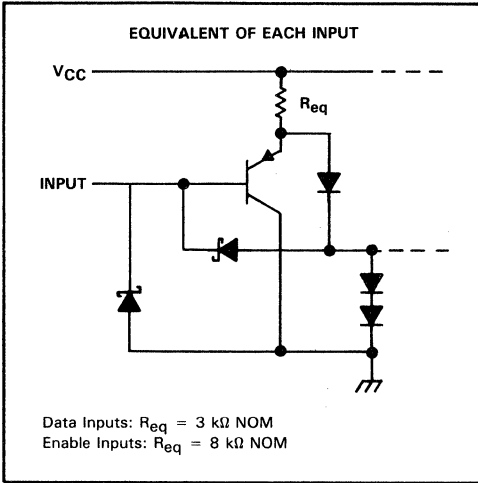 EQUIVALENT OF EACH INPUT
VCC
Req
INPUT
Data Inputs: Req = 3 kΩ NOM
Enable Inputs: Req = 8 kΩ NOM